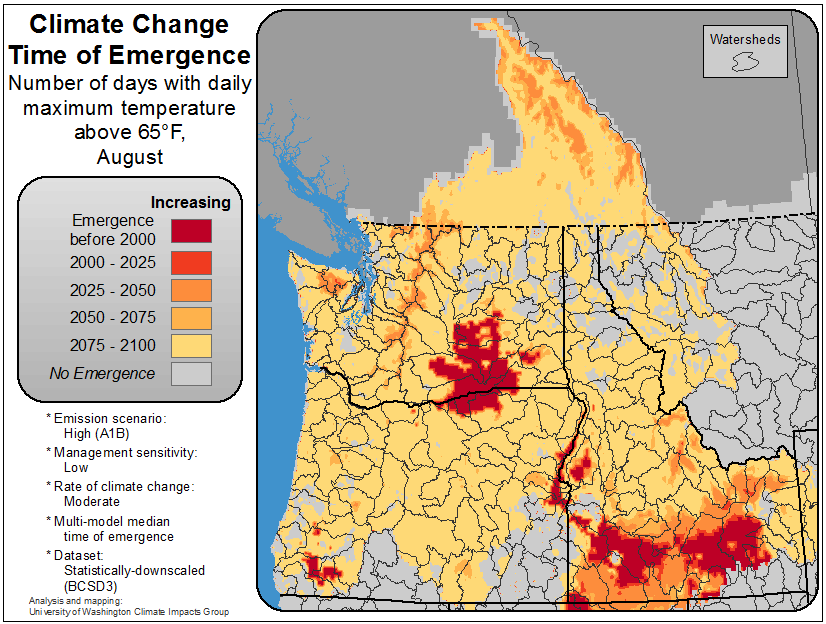 Climate Change
Time of Emergence
Number of days with daily
maximum temperature
above 65°F,
August
Increasing
Emergence
before 2000
2000 - 2025
2025 - 2050
2050 - 2075
2075 - 2100
No Emergence
* Emission scenario:
High (A1B)
* Management sensitivity:
Low
* Rate of climate change:
Moderate
* Multi-model median
time of emergence
* Dataset:
Statistically-downscaled
(BCSD3)
Analysis and mapping:
University of Washington Climate Impacts Group
Watersheds